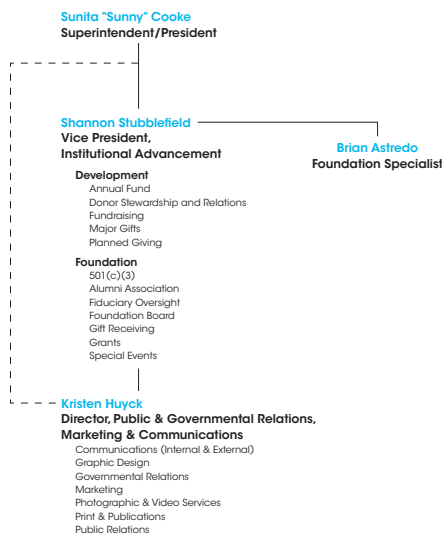 Sunita "Sunny" Cooke
Superintendent/President
Shannon Stubblefield
Vice President,
Institutional Advancement
Brian Astredo
Foundation Specialist
Development
Annual Fund
Donor Stewardship and Relations
Fundraising
Major Gifts
Planned Giving
Foundation
501(c)(3)
Alumni Association
Fiduciary Oversight
Foundation Board
Gift Receiving
Grants
Special Events
Kristen Huyck
Director, Public & Governmental Relations,
Marketing & Communications
Communications (Internal & External)
Graphic Design
Governmental Relations
Marketing
Photographic & Video Services
Print & Publications
Public Relations